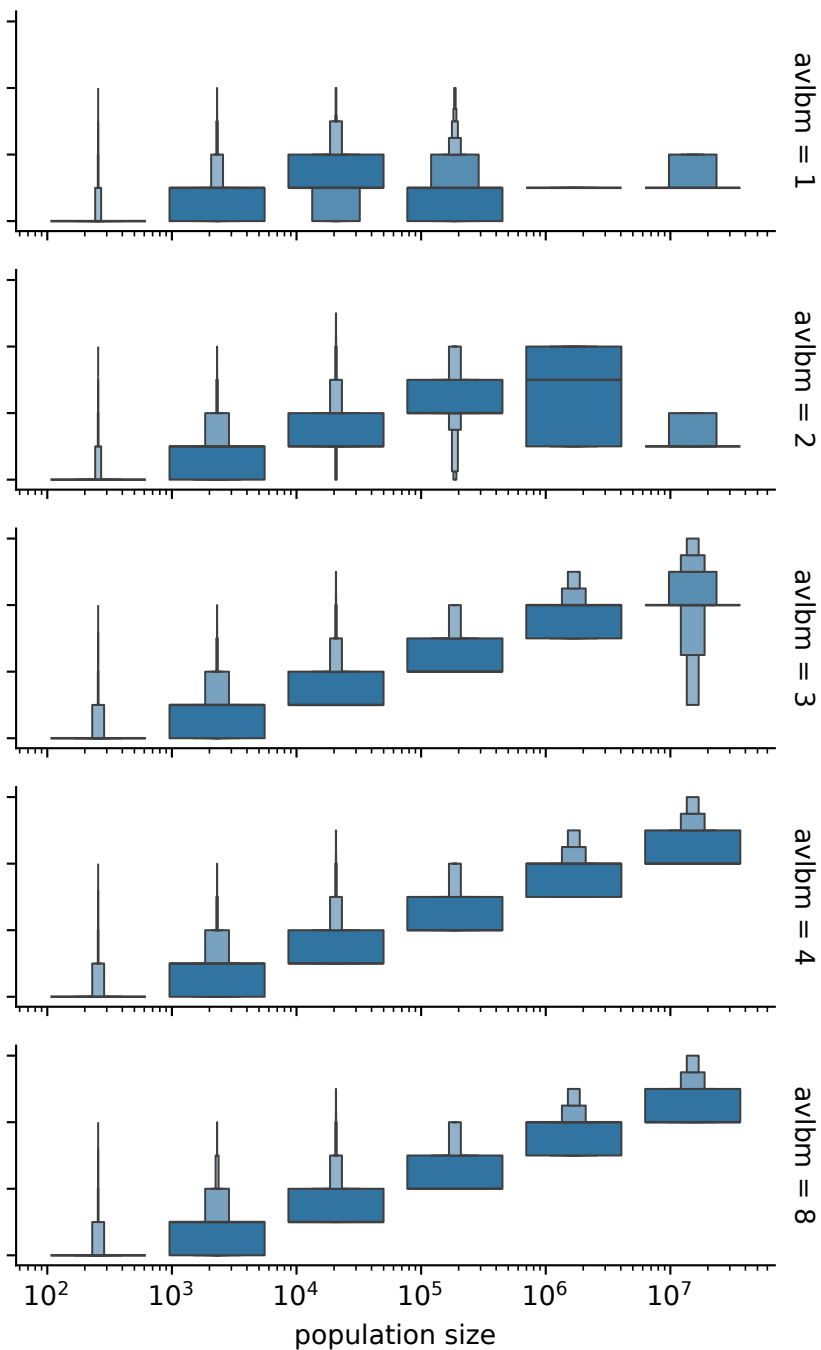 avlbm = 1
avlbm = 2
avlbm = 3
avlbm = 4
avlbm = 8
10² 10³ 10⁴ 10⁵ 10⁶ 10⁷
population size